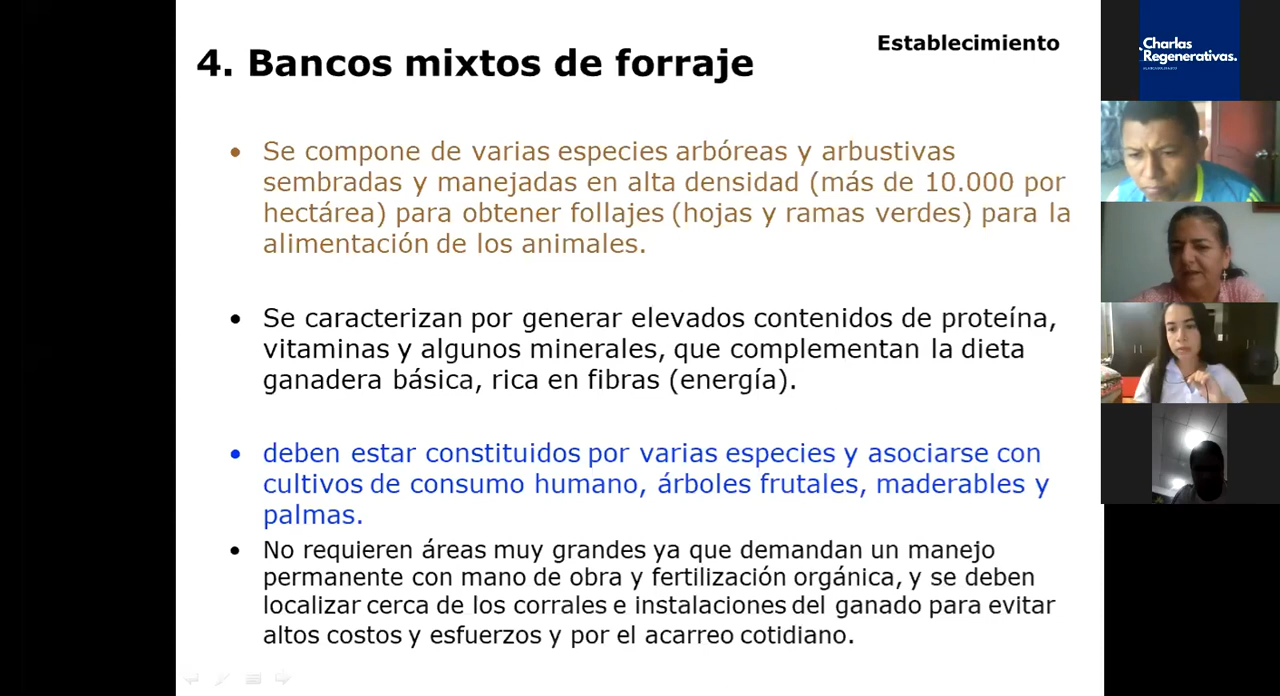 Establecimiento
4. Bancos mixtos de forraje
• Se compone de varias especies arbóreas y arbustivas
sembradas y manejadas en alta densidad (más de 10.000 por
hectárea) para obtener follajes (hojas y ramas verdes) para la
alimentación de los animales.
• Se caracterizan por generar elevados contenidos de proteína,
vitaminas y algunos minerales, que complementan la dieta
ganadera básica, rica en fibras (energía).
• deben estar constituidos por varias especies y asociarse con
cultivos de consumo humano, árboles frutales, maderables y
palmas.
• No requieren áreas muy grandes ya que demandan un manejo
permanente con mano de obra y fertilización orgánica, y se deben
localizar cerca de los corrales e instalaciones del ganado para evitar
altos costos y esfuerzos y por el acarreo cotidiano.
Charlas
Regenerativas.